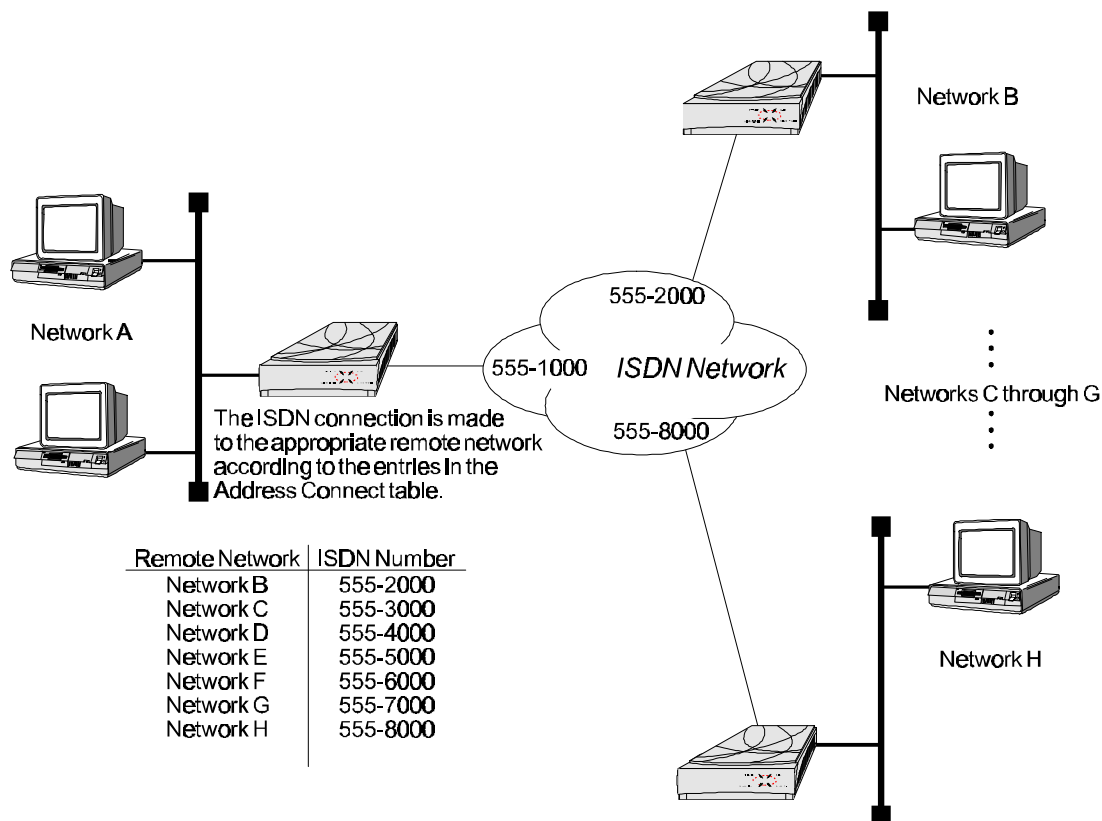 Network B
555-2000
Network A
555-1000
ISDN Network
Networks C through G
555-8000
The ISDN connection is made
to the appropriate remote network
according to the entries in the
Address Connect table.
Remote Network ISDN Number
Network B 555-2000
Network C 555-3000
Network D 555-4000
Network E 555-5000
Network F 555-6000
Network G 555-7000
Network H 555-8000
Network H